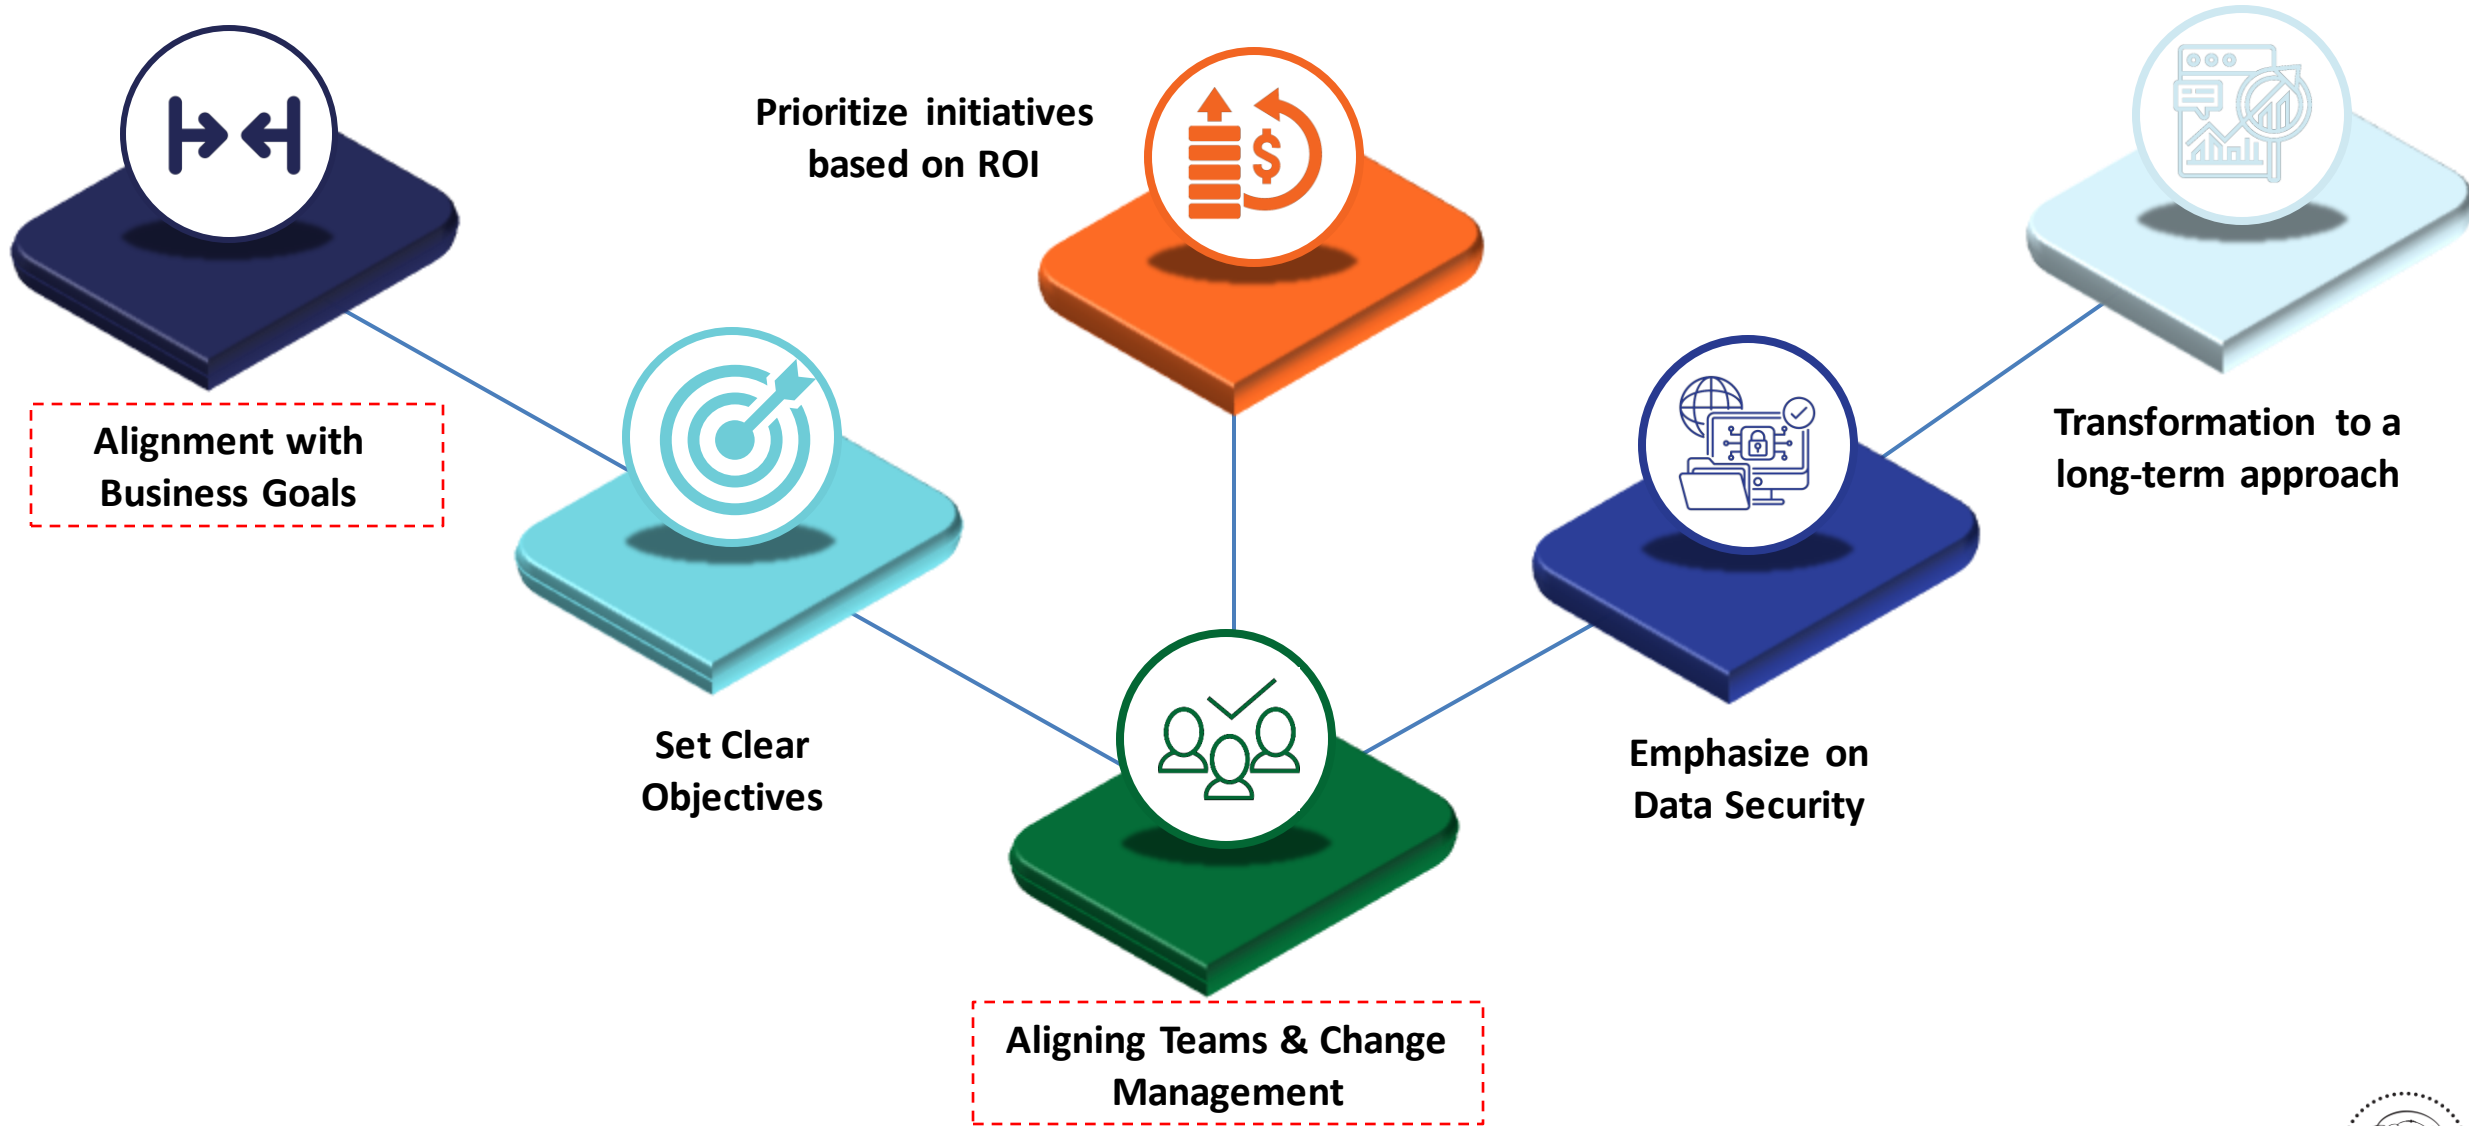 Prioritize initiatives
based on ROI
Alignment with
Business Goals
Transformation to a
long-term approach
Set Clear
Objectives
Emphasize on
Data Security
Aligning Teams & Change
Management